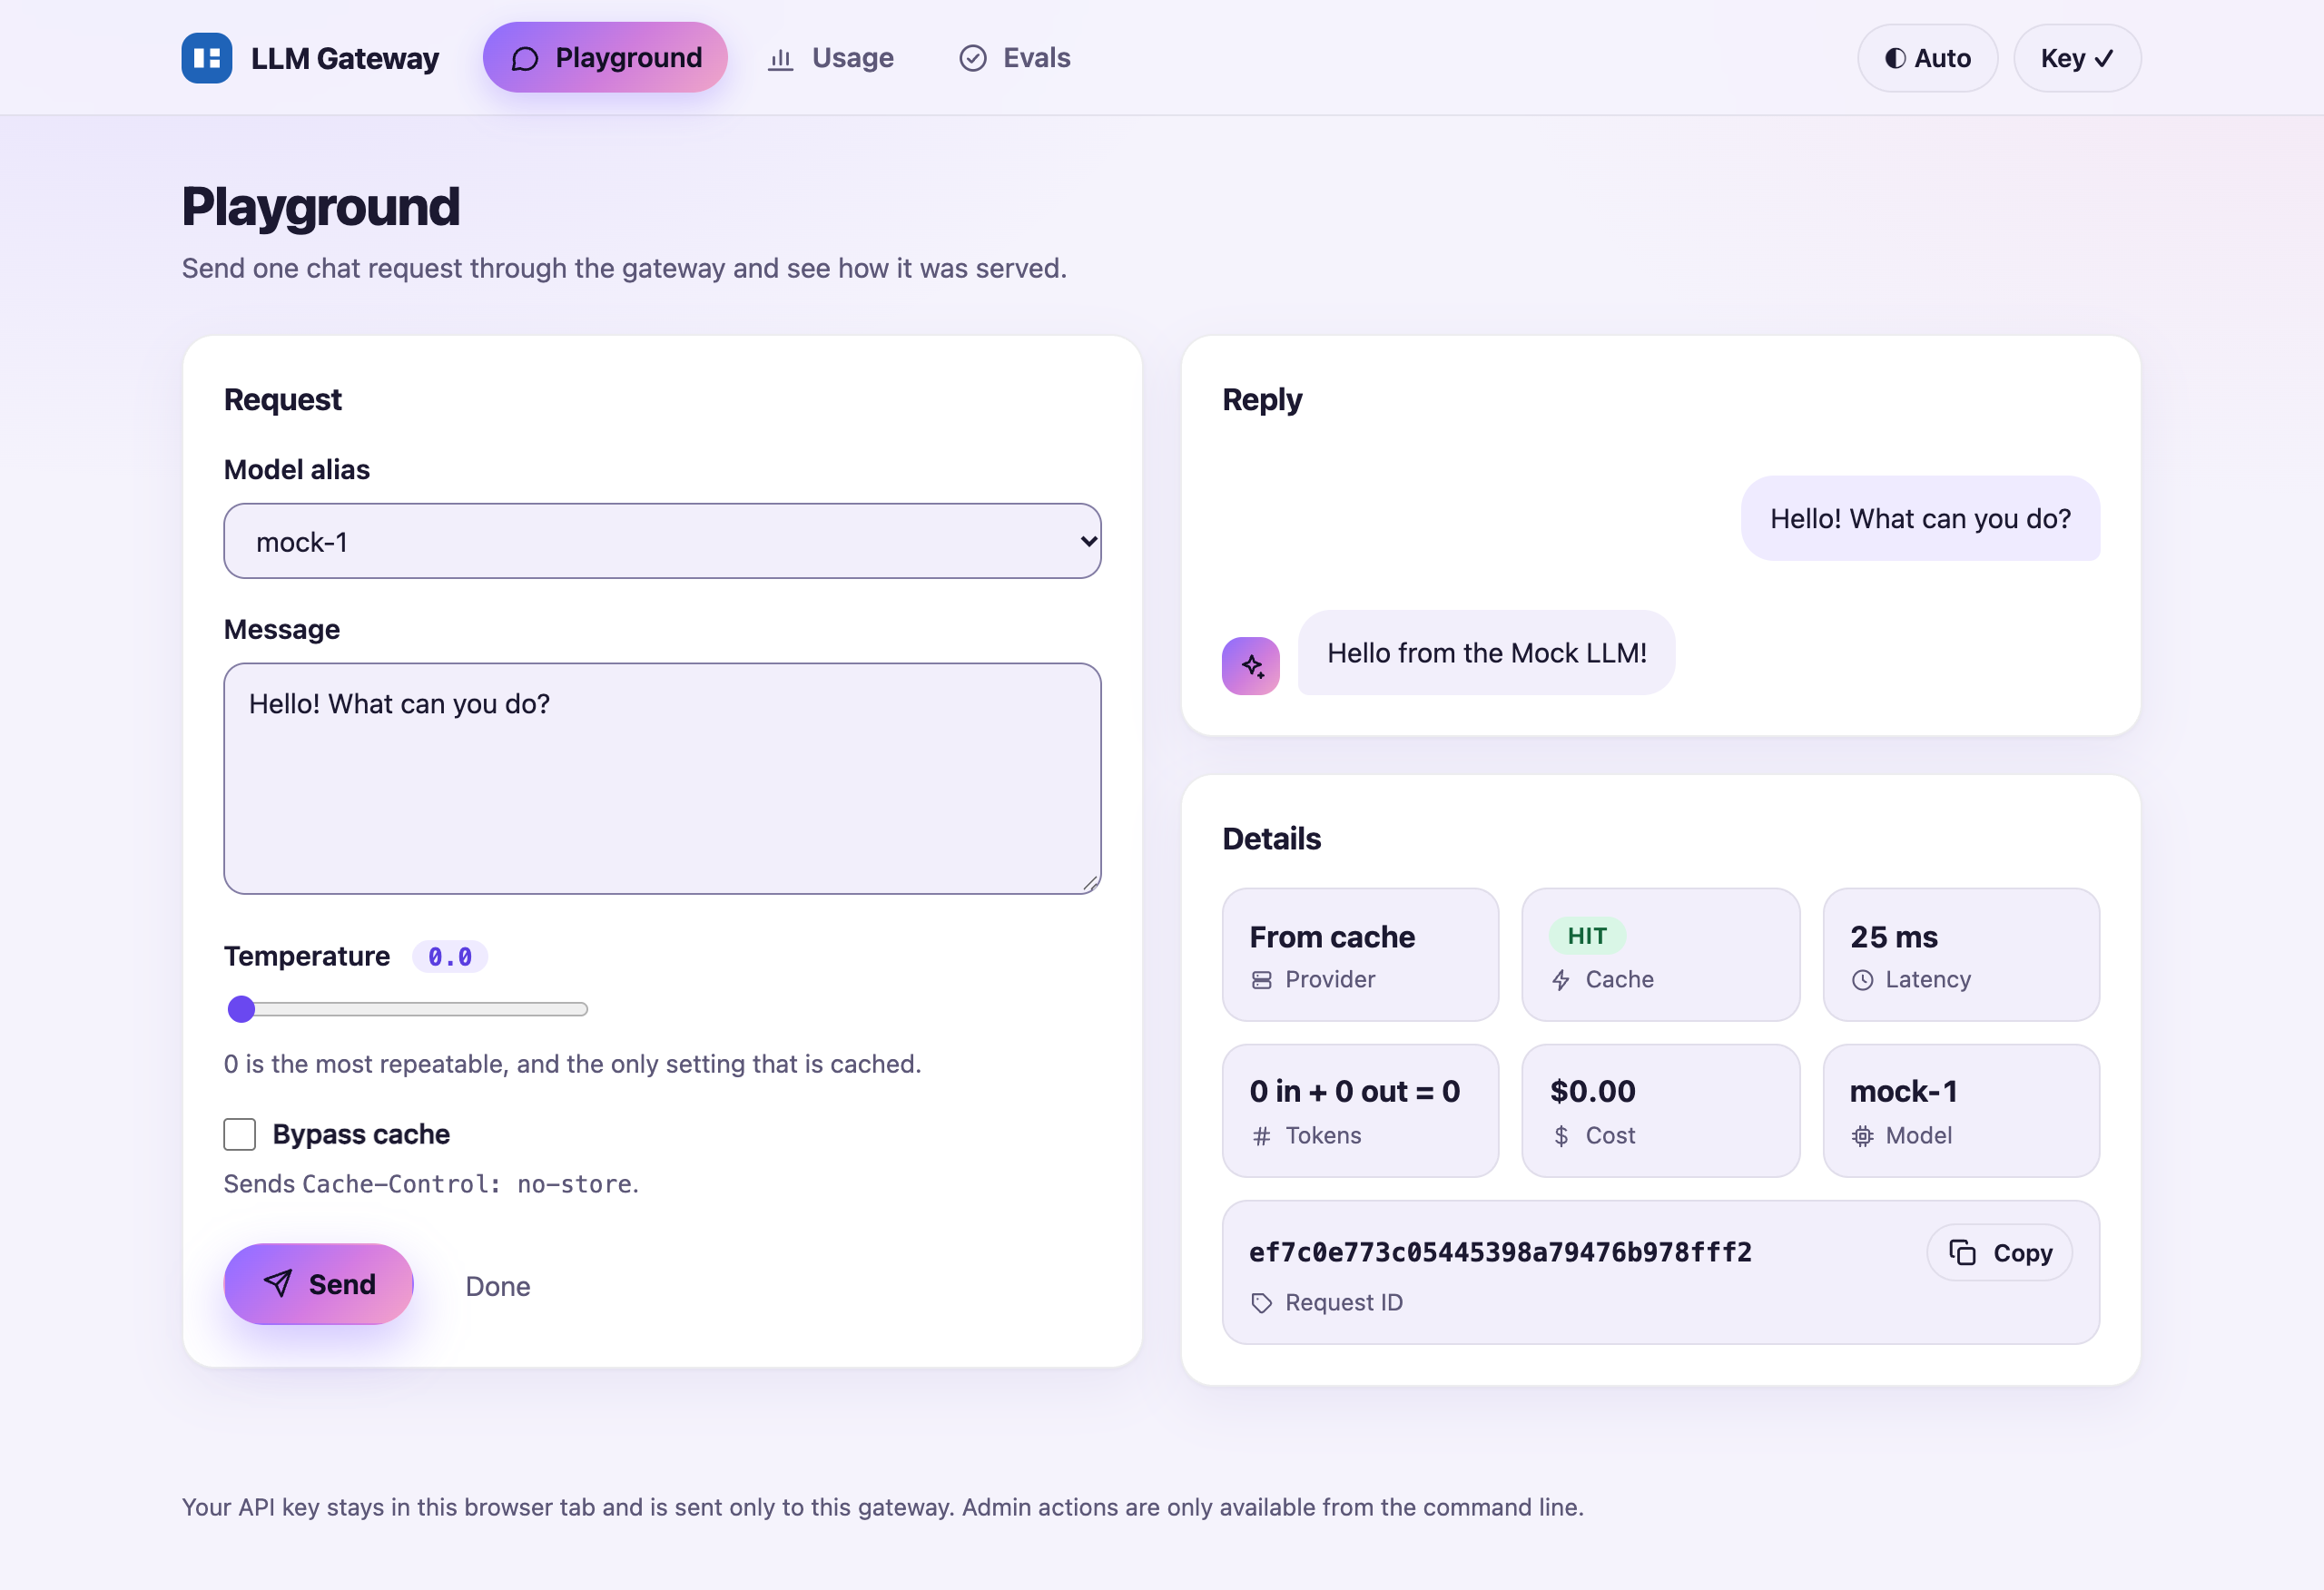 LLM Gateway
Playground
Usage
Evals
Auto
Key ✓
Playground
Send one chat request through the gateway and see how it was served.
Request
Model alias
mock-1
Message
Hello! What can you do?
Temperature 0.0
0 is the most repeatable, and the only setting that is cached.
Bypass cache
Sends Cache-Control: no-store.
Send
Done
Reply
Hello! What can you do?
Hello from the Mock LLM!
Details
From cache
Provider
HIT
Cache
25 ms
Latency
0 in + 0 out = 0
# Tokens
$0.00
$ Cost
mock-1
Model
ef7c0e773c05445398a79476b978fff2
Copy
Request ID
Your API key stays in this browser tab and is sent only to this gateway. Admin actions are only available from the command line.